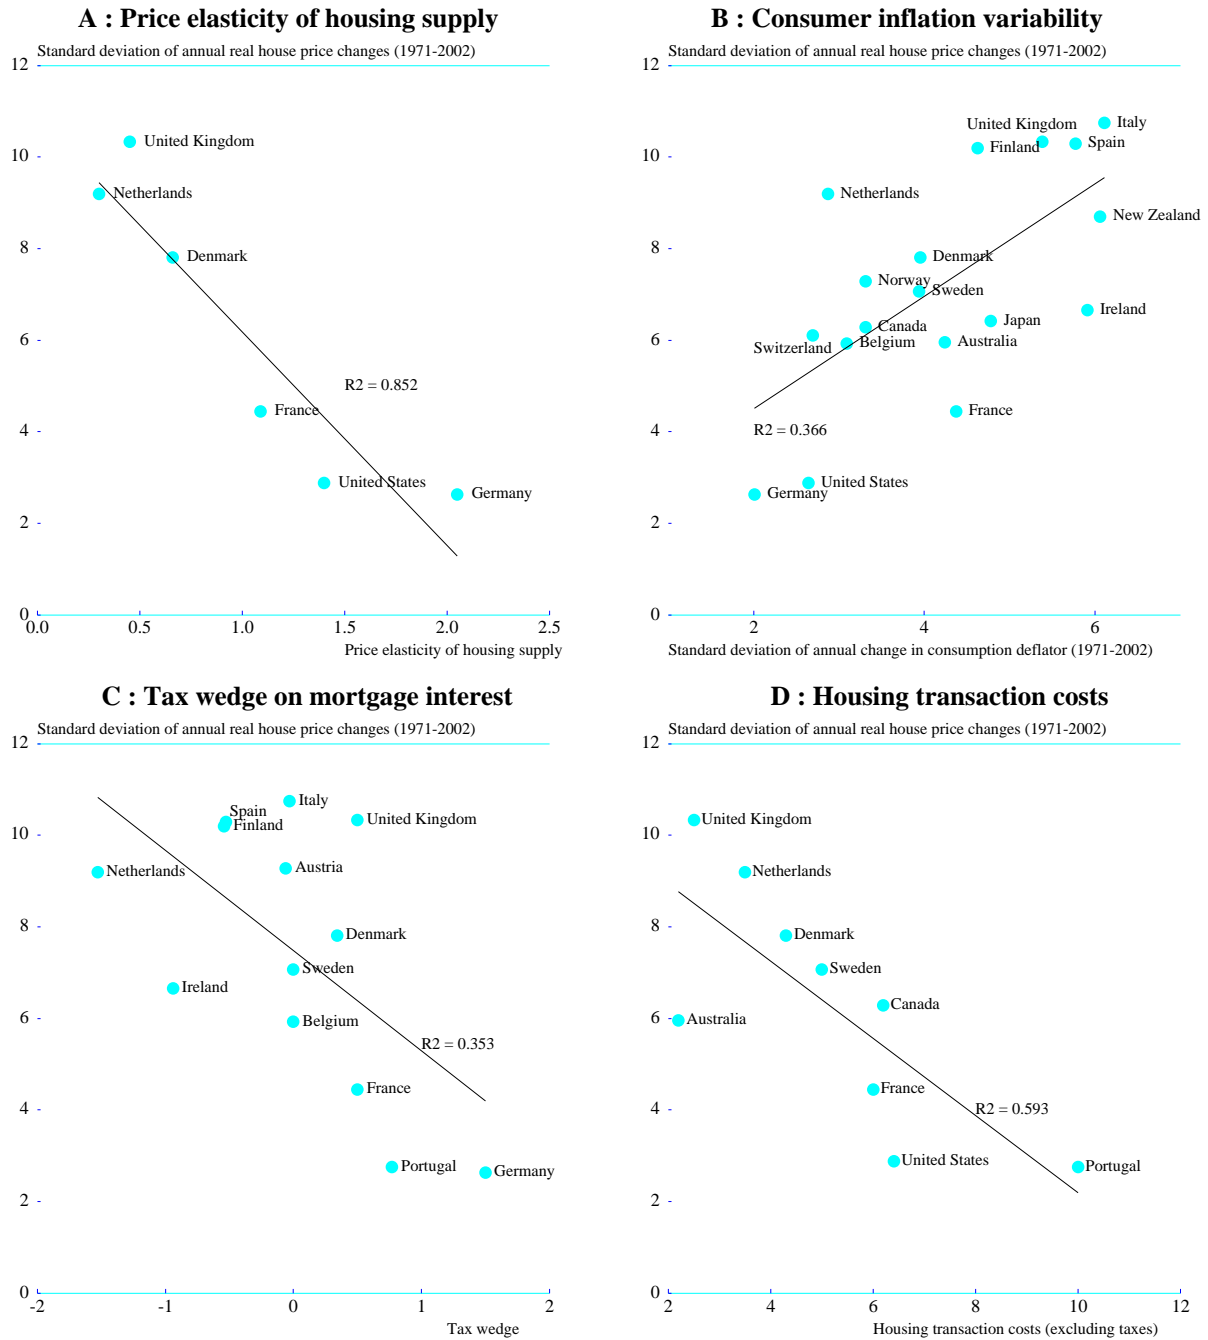 A : Price elasticity of housing supply
Standard deviation of annual real house price changes (1971-2002)
12
10
8
6
4
2
0
United Kingdom
Netherlands
Denmark
R2 = 0.852
France
United States
Germany
0.0
0.5
1.0
1.5
2.0
2.5
Price elasticity of housing supply
B : Consumer inflation variability
Standard deviation of annual real house price changes (1971-2002)
12
10
8
6
4
2
0
Italy
United Kingdom
Spain
Finland
Netherlands
New Zealand
Denmark
Norway
Sweden
Ireland
Japan
Canada
Australia
Belgium
Switzerland
France
R2 = 0.366
United States
Germany
2
4
6
Standard deviation of annual change in consumption deflator (1971-2002)
C : Tax wedge on mortgage interest
Standard deviation of annual real house price changes (1971-2002)
12
10
8
6
4
2
0
Italy
Spain
Finland
United Kingdom
Netherlands
Austria
Denmark
Sweden
Ireland
Belgium
R2 = 0.353
France
Portugal
Germany
-2
-1
0
1
2
Tax wedge
D : Housing transaction costs
Standard deviation of annual real house price changes (1971-2002)
12
10
8
6
4
2
0
United Kingdom
Netherlands
Denmark
Sweden
Canada
Australia
France
R2 = 0.593
United States
Portugal
2
4
6
8
10
12
Housing transaction costs (excluding taxes)